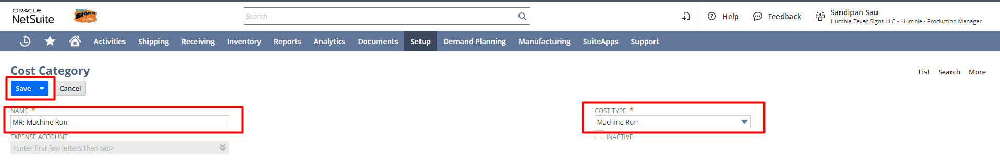 ORACLE
NetSuite
SIGNCO
Search
Help
Feedback
Sandipan Sau
Humble Texas Signs LLC - Humble - Production Manager
Activities Shipping Receiving Inventory Reports Analytics Documents Setup Demand Planning Manufacturing SuiteApps Support
Cost Category
List Search More
Save Cancel
NAME *
COST TYPE *
MR: Machine Run
Machine Run
EXPENSE ACCOUNT
INACTIVE
<Enter first few letters then tab>